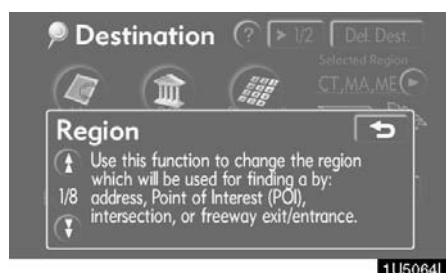 Destination ? 1/2 Del. Dest.
Selected Region
CT,MA,ME
Region
Use this function to change the region
which will be used for finding a by:
1/8 address, Point of Interest (POI),
intersection, or freeway exit/entrance.
1U5064L